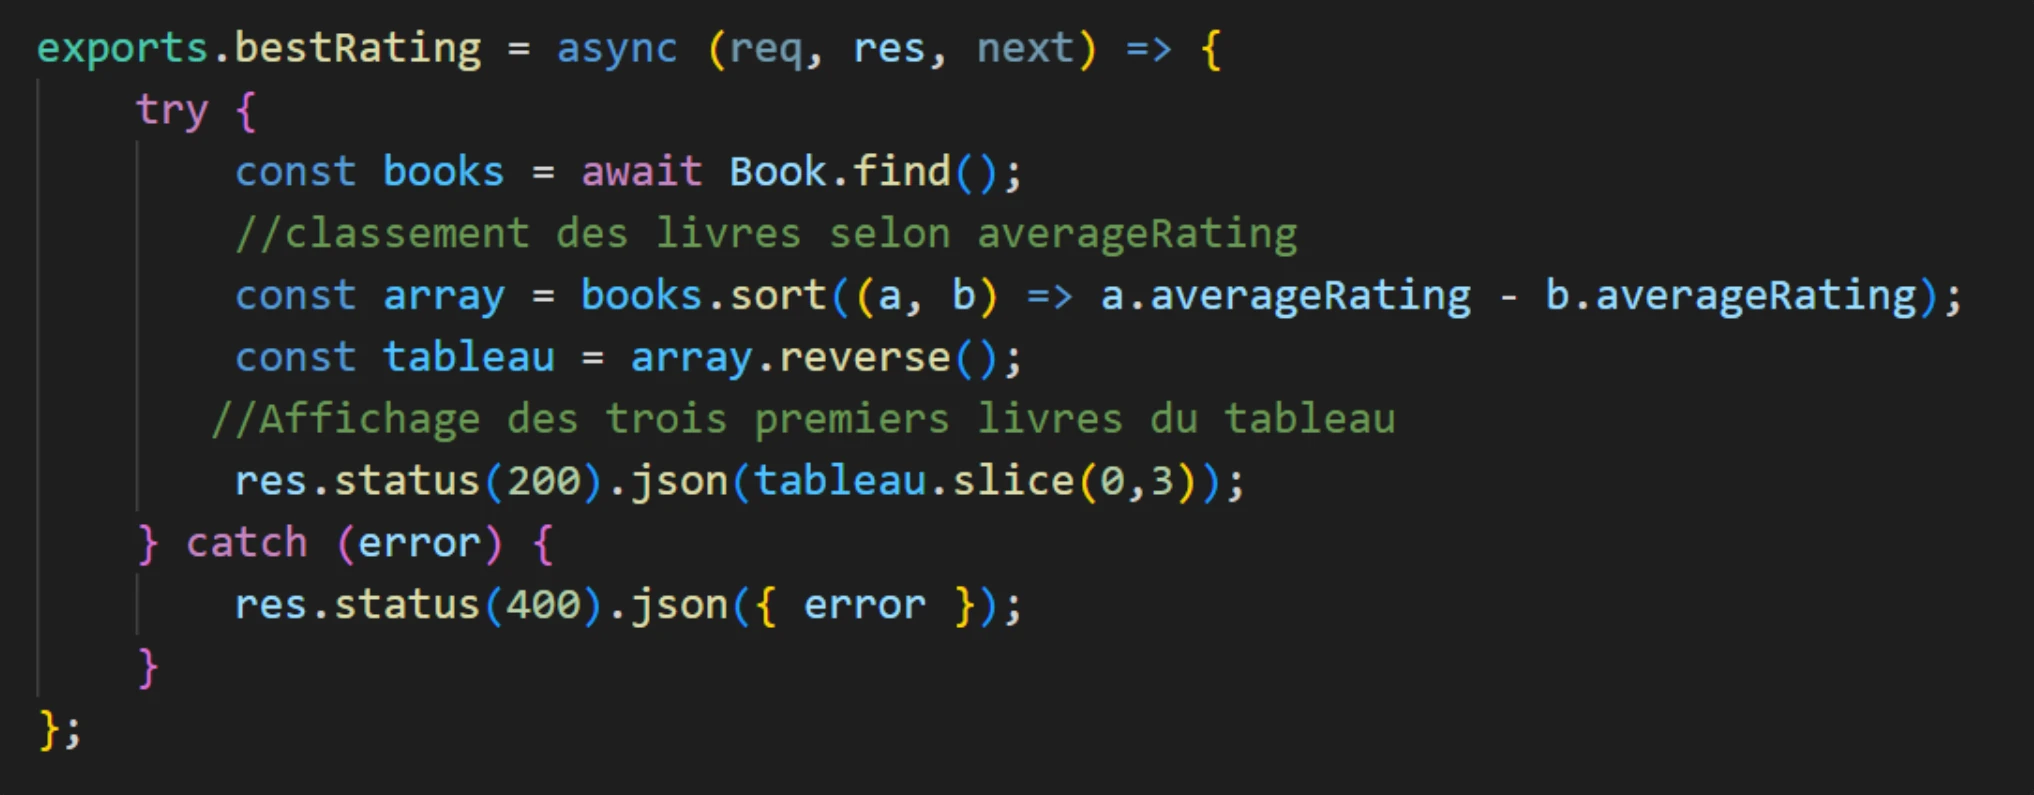 exports.bestRating = async (req, res, next) => {
    try {
        const books = await Book.find();
        //classement des livres selon averageRating
        const array = books.sort((a, b) => a.averageRating - b.averageRating);
        const tableau = array.reverse();
       //Affichage des trois premiers livres du tableau
        res.status(200).json(tableau.slice(0,3));
    } catch (error) {
        res.status(400).json({ error });
    }
};